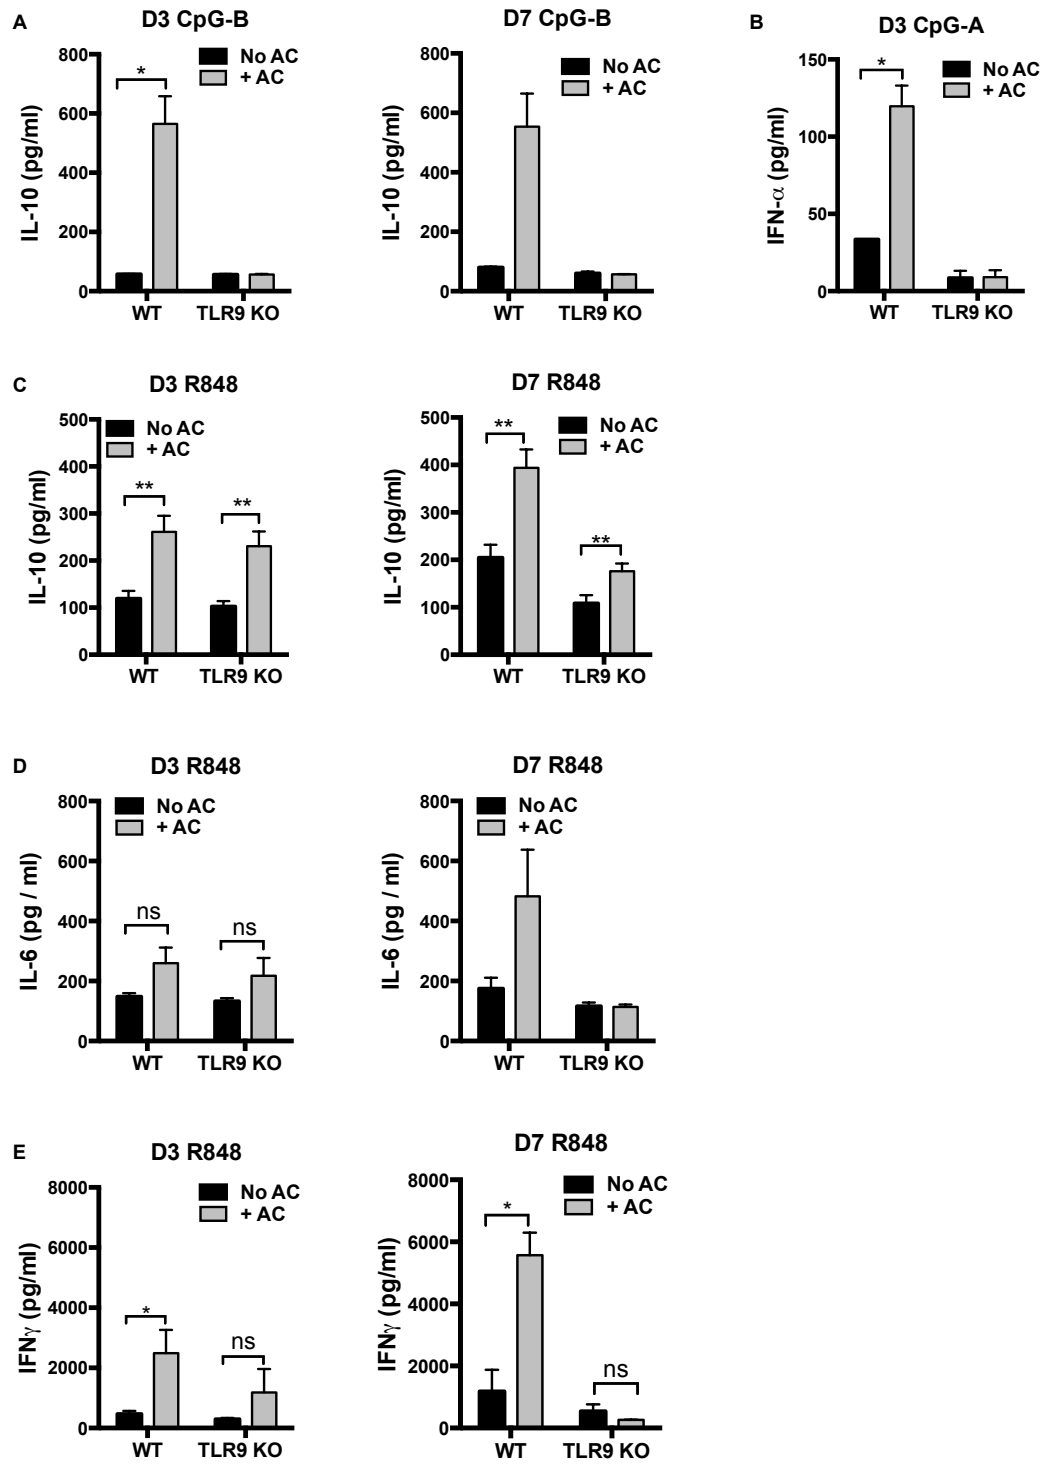 A
D3 CpG-B
No AC
+ AC
*
800
600
400
200
0
IL-10 (pg/ml)
WT
TLR9 KO
D7 CpG-B
No AC
+ AC
800
600
400
200
0
IL-10 (pg/ml)
WT
TLR9 KO
B
D3 CpG-A
No AC
+ AC
*
150
100
50
0
IFN-α (pg/ml)
WT
TLR9 KO
C
D3 R848
No AC
+ AC
**
**
500
400
300
200
100
0
IL-10 (pg/ml)
WT
TLR9 KO
D7 R848
No AC
+ AC
**
**
500
400
300
200
100
0
IL-10 (pg/ml)
WT
TLR9 KO
D
D3 R848
No AC
+ AC
ns
ns
800
600
400
200
0
IL-6 (pg / ml)
WT
TLR9 KO
D7 R848
No AC
+ AC
800
600
400
200
0
IL-6 (pg / ml)
WT
TLR9 KO
E
D3 R848
No AC
+ AC
*
ns
8000
6000
4000
2000
0
IFNγ (pg/ml)
WT
TLR9 KO
D7 R848
No AC
+ AC
*
ns
8000
6000
4000
2000
0
IFNγ (pg/ml)
WT
TLR9 KO